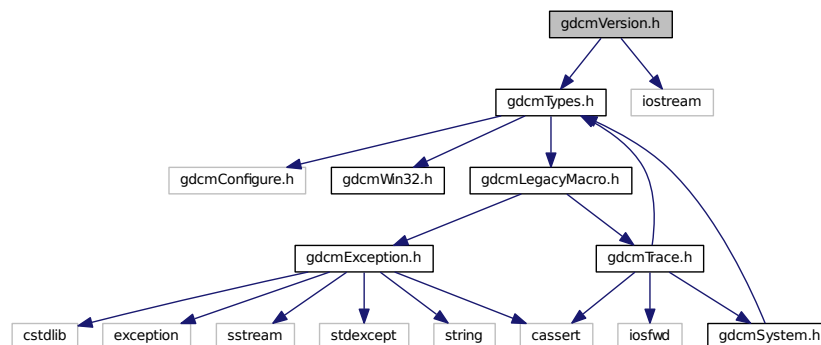 gdcmVersion.h
gdcmTypes.h
iostream
gdcmConfigure.h
gdcmWin32.h
gdcmLegacyMacro.h
gdcmException.h
gdcmTrace.h
cstdlib
exception
sstream
stdexcept
string
cassert
iosfwd
gdcmSystem.h